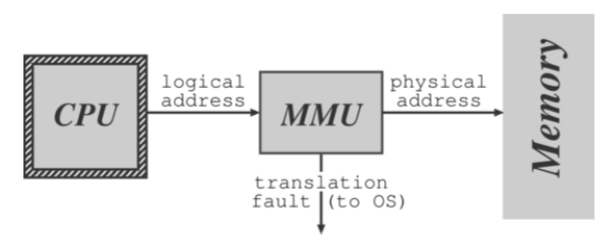 CPU
logical
address
MMU
physical
address
Memory
translation
fault (to OS)